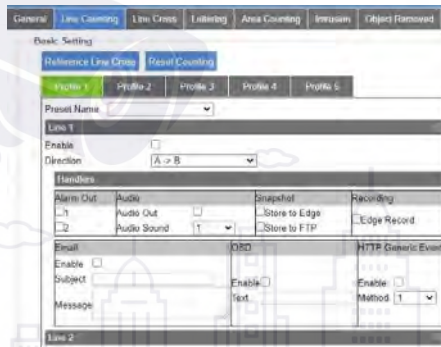 General Line Counting Line Cross Loitering Area Counting Intrusion Object Removed
Basic Setting
Reference Line Cross Reset Counting
Profile 1 Profile 2 Profile 3 Profile 4 Profile 5
Preset Name
Line 1
Enable
Direction A -> B
Handlers
Alarm Out Audio Snapshot Recording
1 Audio Out Store to Edge Edge Record
2 Audio Sound 1 Store to FTP
Email OSD HTTP Generic Event
Enable
Subject Enable Enable
Text Method 1
Message
Line 2